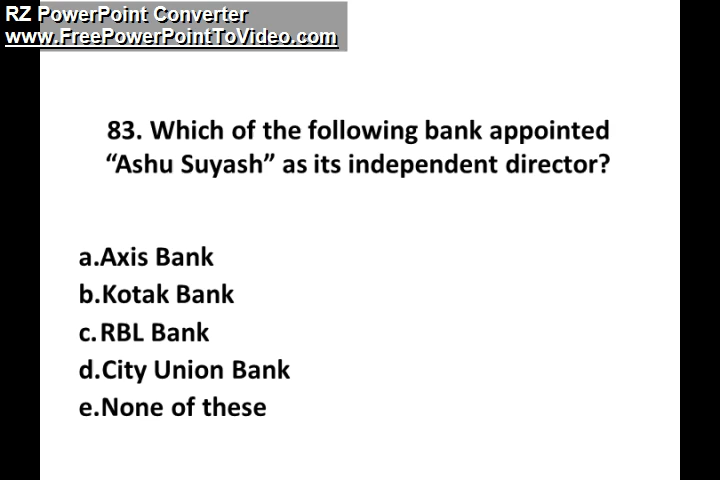 RZ PowerPoint Converter
www.FreePowerPointToVideo.com
83. Which of the following bank appointed
“Ashu Suyash” as its independent director?
a.Axis Bank
b.Kotak Bank
c.RBL Bank
d.City Union Bank
e.None of these